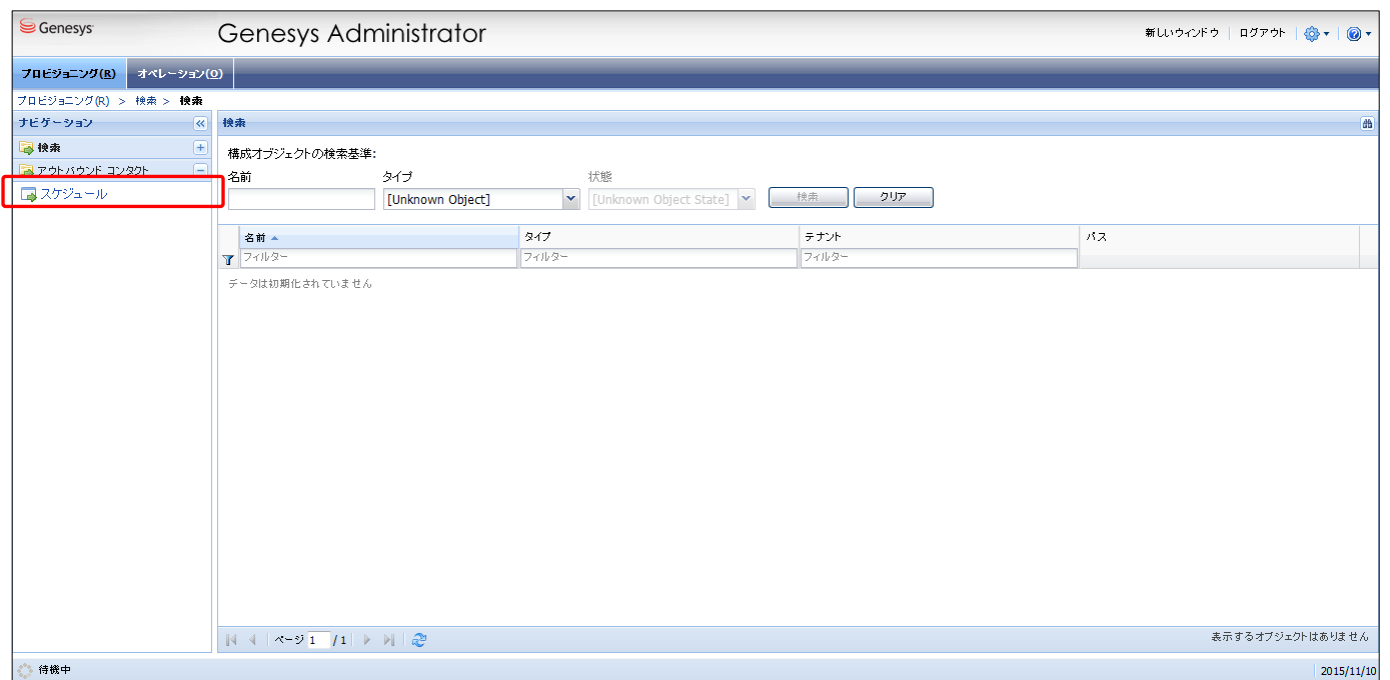 Genesys Genesys Administrator 新しいウィンドウ ログアウト
プロビジョニング(R) オペレーション(O)
プロビジョニング(R) > 検索 > 検索
ナビゲーション 検索
検索
構成オブジェクトの検索基準:
アウトバウンド コンタクト
名前 タイプ 状態
スケジュール
[Unknown Object] [Unknown Object State] 検索 クリア
名前 タイプ テナント パス
フィルター フィルター フィルター
データは初期化されていません
ページ 1 / 1 表示するオブジェクトはありません
待機中 2015/11/10